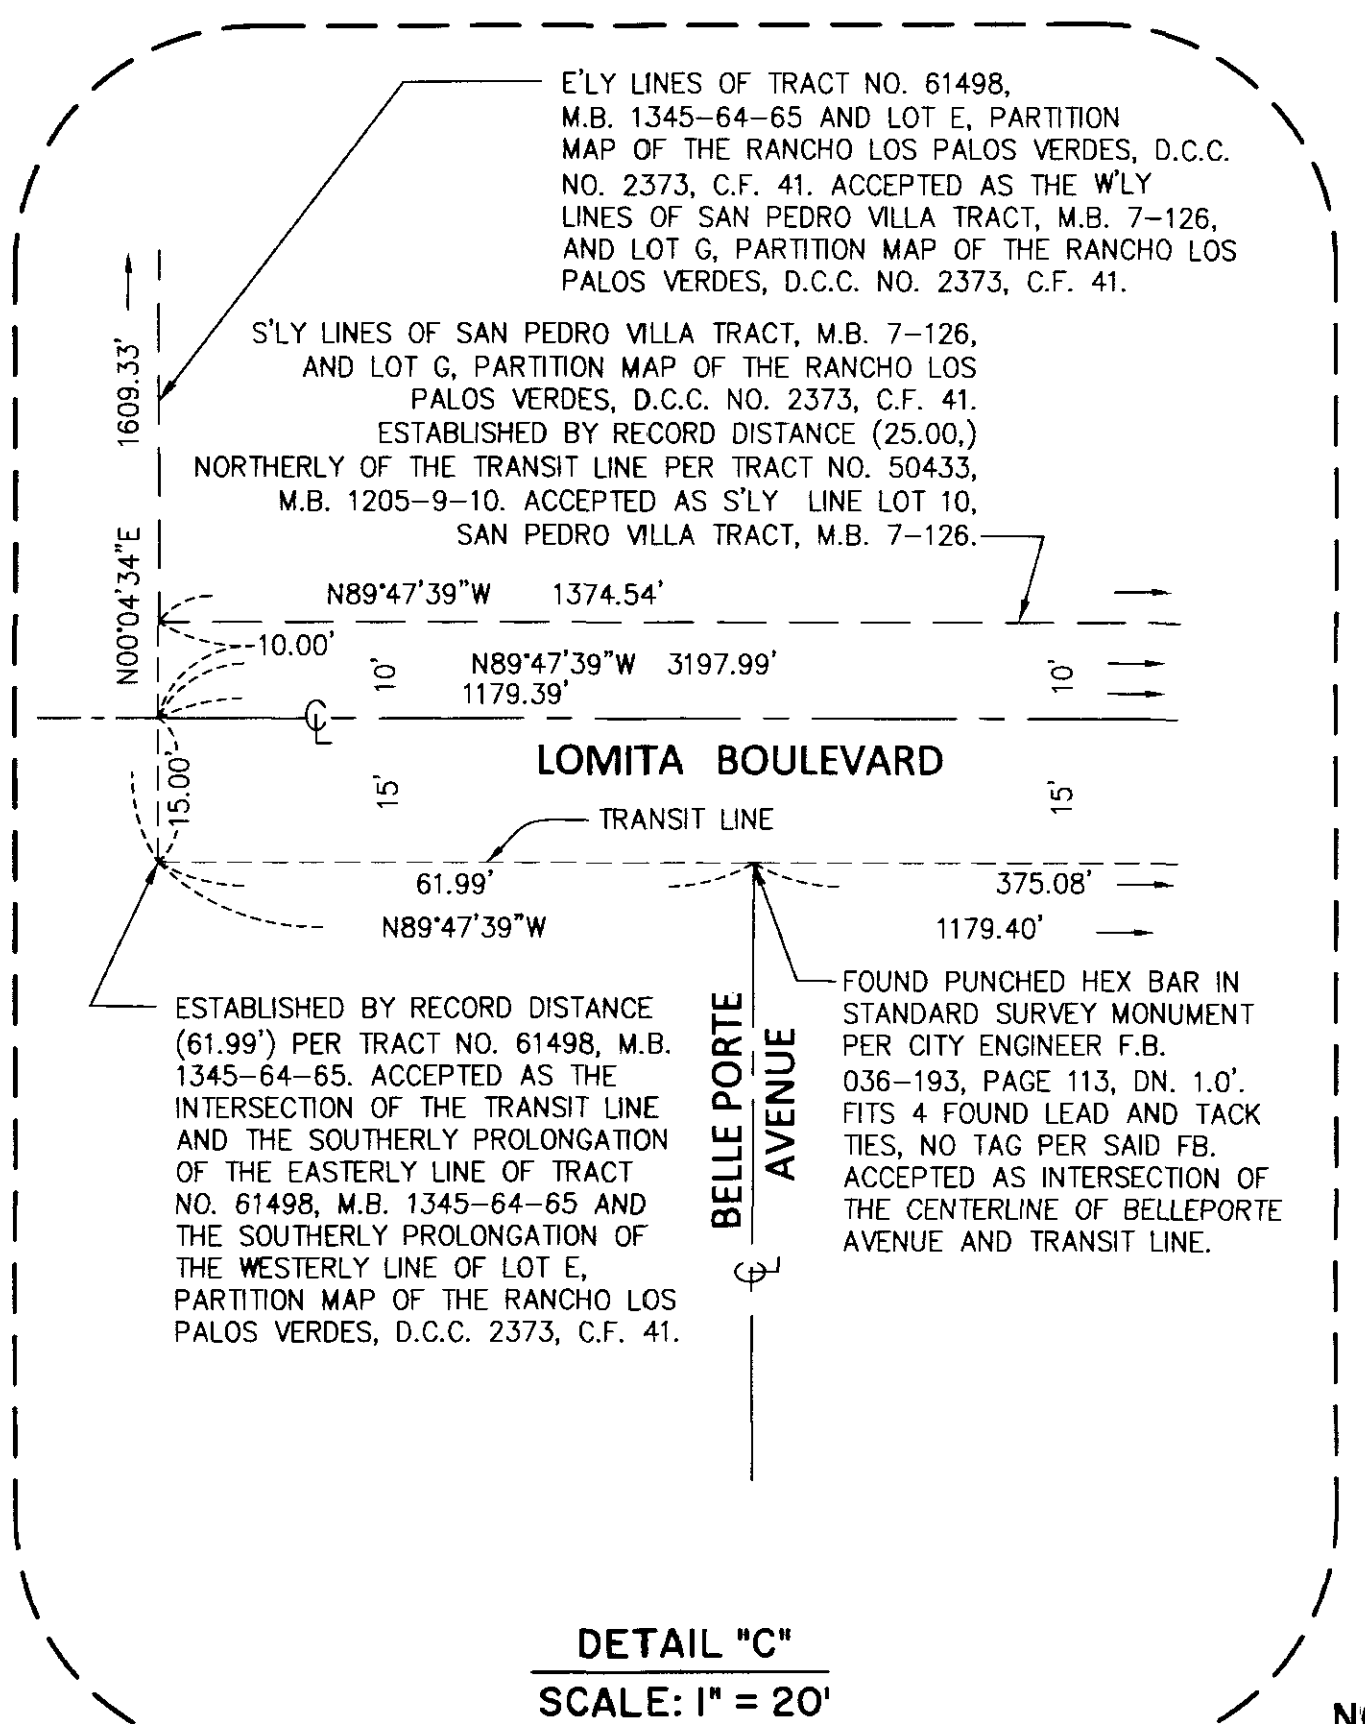 E'LY LINES OF TRACT NO. 61498,
M.B. 1345-64-65 AND LOT E, PARTITION
MAP OF THE RANCHO LOS PALOS VERDES, D.C.C.
NO. 2373, C.F. 41. ACCEPTED AS THE W'LY
LINES OF SAN PEDRO VILLA TRACT, M.B. 7-126,
AND LOT G, PARTITION MAP OF THE RANCHO LOS
PALOS VERDES, D.C.C. NO. 2373, C.F. 41.
S'LY LINES OF SAN PEDRO VILLA TRACT, M.B. 7-126,
AND LOT G, PARTITION MAP OF THE RANCHO LOS
PALOS VERDES, D.C.C. NO. 2373, C.F. 41.
ESTABLISHED BY RECORD DISTANCE (25.00,)
NORTHERLY OF THE TRANSIT LINE PER TRACT NO. 50433,
M.B. 1205-9-10. ACCEPTED AS S'LY LINE LOT 10,
SAN PEDRO VILLA TRACT, M.B. 7-126.
N00°04'34"E 1609.33'
N89°47'39"W 1374.54'
10.00'
10'
N89°47'39"W 3197.99'
10'
1179.39'
℄
LOMITA BOULEVARD
15.00'
15'
15'
TRANSIT LINE
61.99'
375.08'
N89°47'39"W
1179.40'
ESTABLISHED BY RECORD DISTANCE
(61.99') PER TRACT NO. 61498, M.B.
1345-64-65. ACCEPTED AS THE
INTERSECTION OF THE TRANSIT LINE
AND THE SOUTHERLY PROLONGATION
OF THE EASTERLY LINE OF TRACT
NO. 61498, M.B. 1345-64-65 AND
THE SOUTHERLY PROLONGATION OF
THE WESTERLY LINE OF LOT E,
PARTITION MAP OF THE RANCHO LOS
PALOS VERDES, D.C.C. 2373, C.F. 41.
BELLE PORTE
AVENUE
℄
FOUND PUNCHED HEX BAR IN
STANDARD SURVEY MONUMENT
PER CITY ENGINEER F.B.
036-193, PAGE 113, DN. 1.0'.
FITS 4 FOUND LEAD AND TACK
TIES, NO TAG PER SAID FB.
ACCEPTED AS INTERSECTION OF
THE CENTERLINE OF BELLEPORTE
AVENUE AND TRANSIT LINE.
DETAIL "C"
SCALE: 1" = 20'